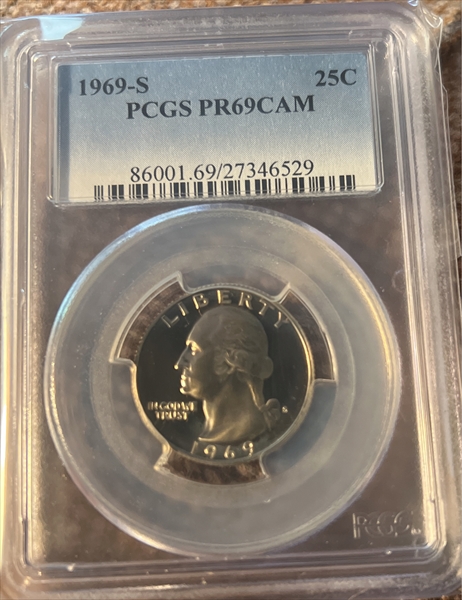 1969-S 25C
PCGS PR69CAM
86001.69/27346529
LIBERTY
IN GOD WE
TRUST
S
1969
PCGS